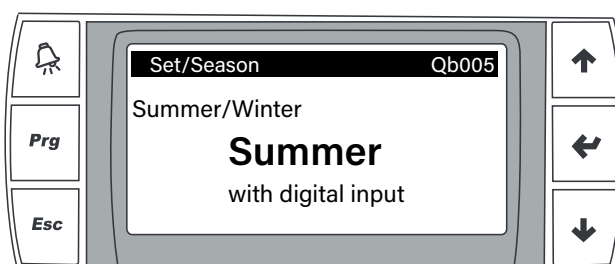 Set/Season Qb005
Summer/Winter
Prg
Summer
with digital input
Esc